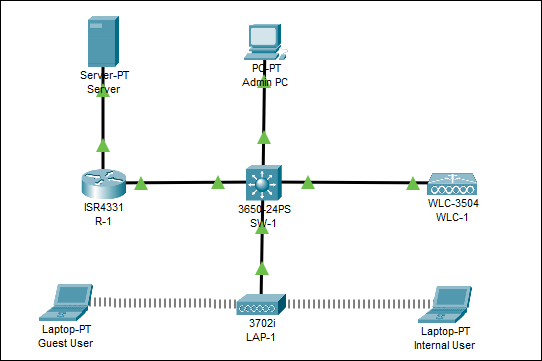 Server-PT
Server
PC-PT
Admin PC
ISR4331
R-1
3650-24PS
SW-1
WLC-3504
WLC-1
Laptop-PT
Guest User
3702i
LAP-1
Laptop-PT
Internal User